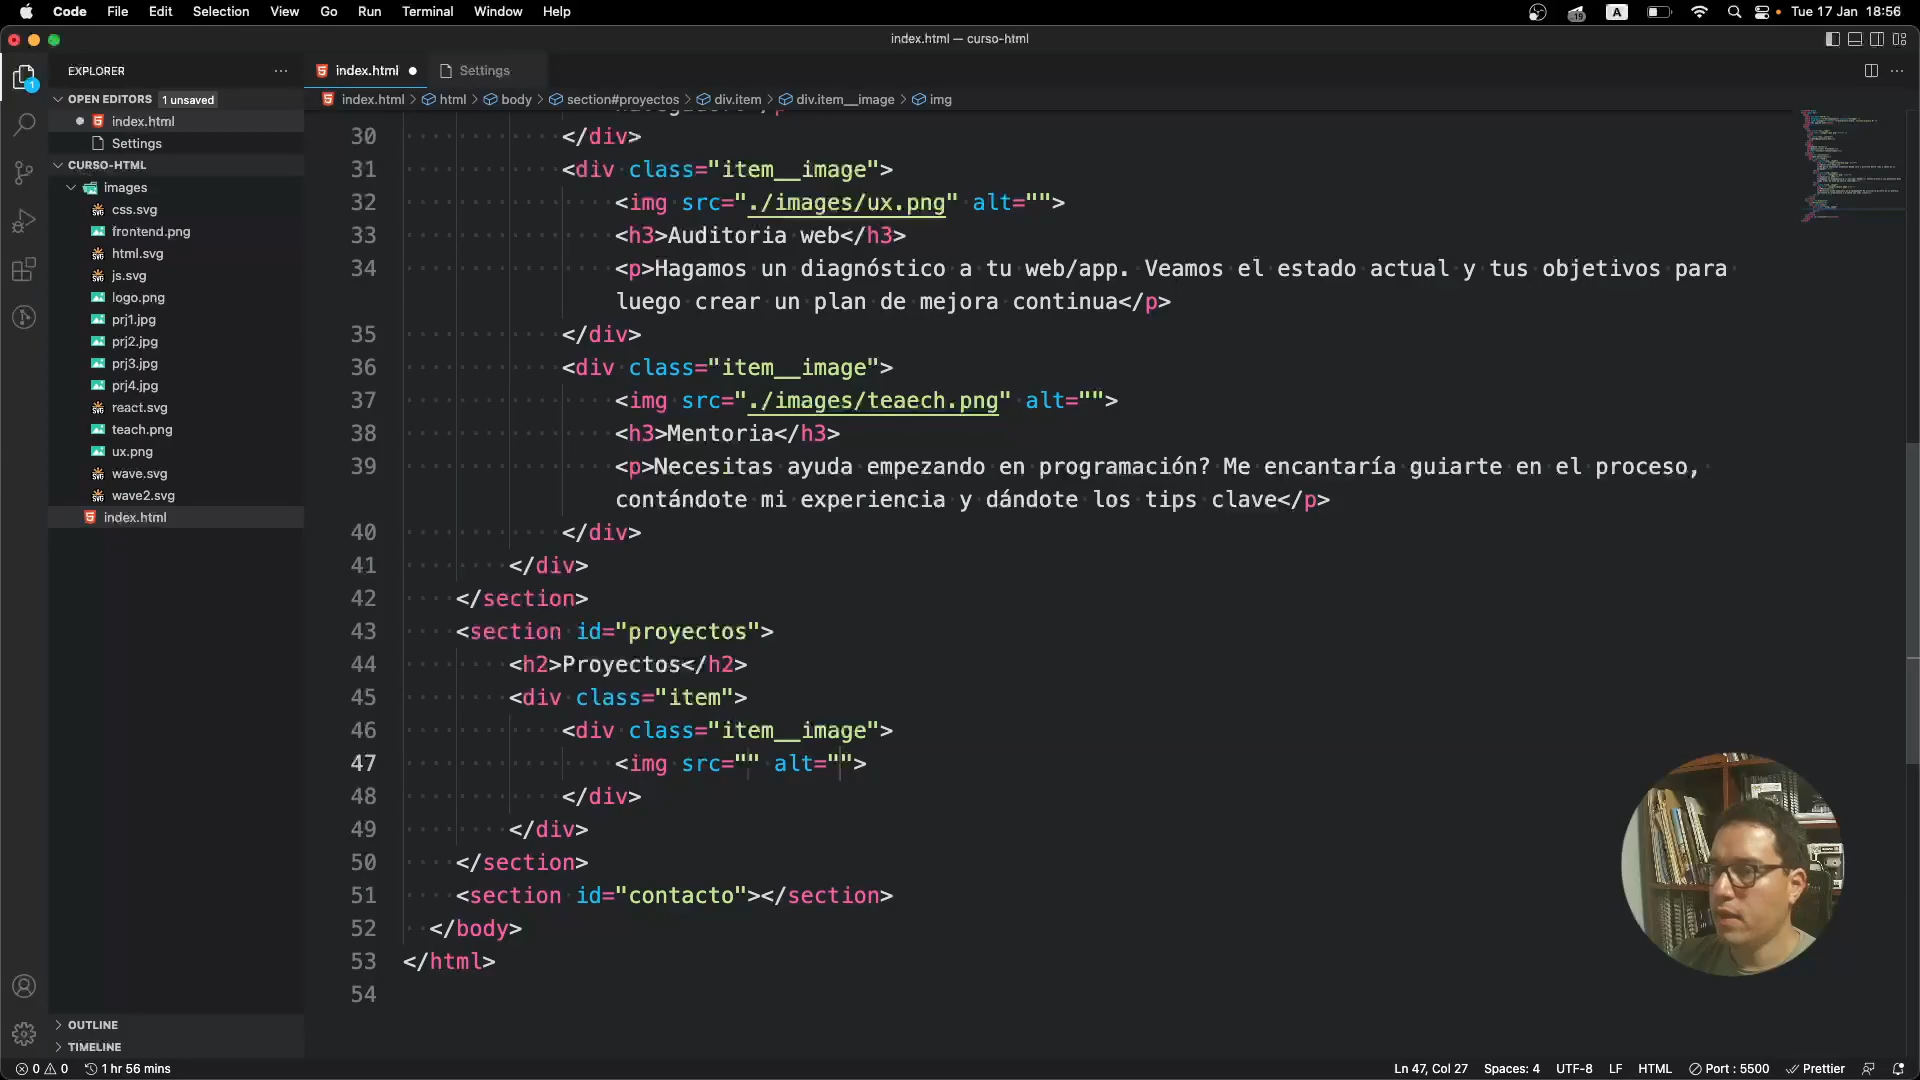 Code File Edit Selection View Go Run Terminal Window Help
19 A Tue 17 Jan 18:56
index.html — curso-html
EXPLORER ···
1
OPEN EDITORS 1 unsaved
index.html
Settings
CURSO-HTML
images
css.svg
frontend.png
html.svg
js.svg
logo.png
prj1.jpg
prj2.jpg
prj3.jpg
prj4.jpg
react.svg
teach.png
ux.png
wave.svg
wave2.svg
index.html
OUTLINE
TIMELINE
index.html Settings
index.html > html > body > section#proyectos > div.item > div.item__image > img
30 </div>
31 <div class="item__image">
32 <img src="./images/ux.png" alt="">
33 <h3>Auditoria web</h3>
34 <p>Hagamos un diagnóstico a tu web/app. Veamos el estado actual y tus objetivos para
luego crear un plan de mejora continua</p>
35 </div>
36 <div class="item__image">
37 <img src="./images/teaech.png" alt="">
38 <h3>Mentoria</h3>
39 <p>Necesitas ayuda empezando en programación? Me encantaría guiarte en el proceso,
contándote mi experiencia y dándote los tips clave</p>
40 </div>
41 </div>
42 </section>
43 <section id="proyectos">
44 <h2>Proyectos</h2>
45 <div class="item">
46 <div class="item__image">
47 <img src="" alt="">
48 </div>
49 </div>
50 </section>
51 <section id="contacto"></section>
52 </body>
53 </html>
54
0 0 1 hr 56 mins Ln 47, Col 27 Spaces: 4 UTF-8 LF HTML Port : 5500 Prettier